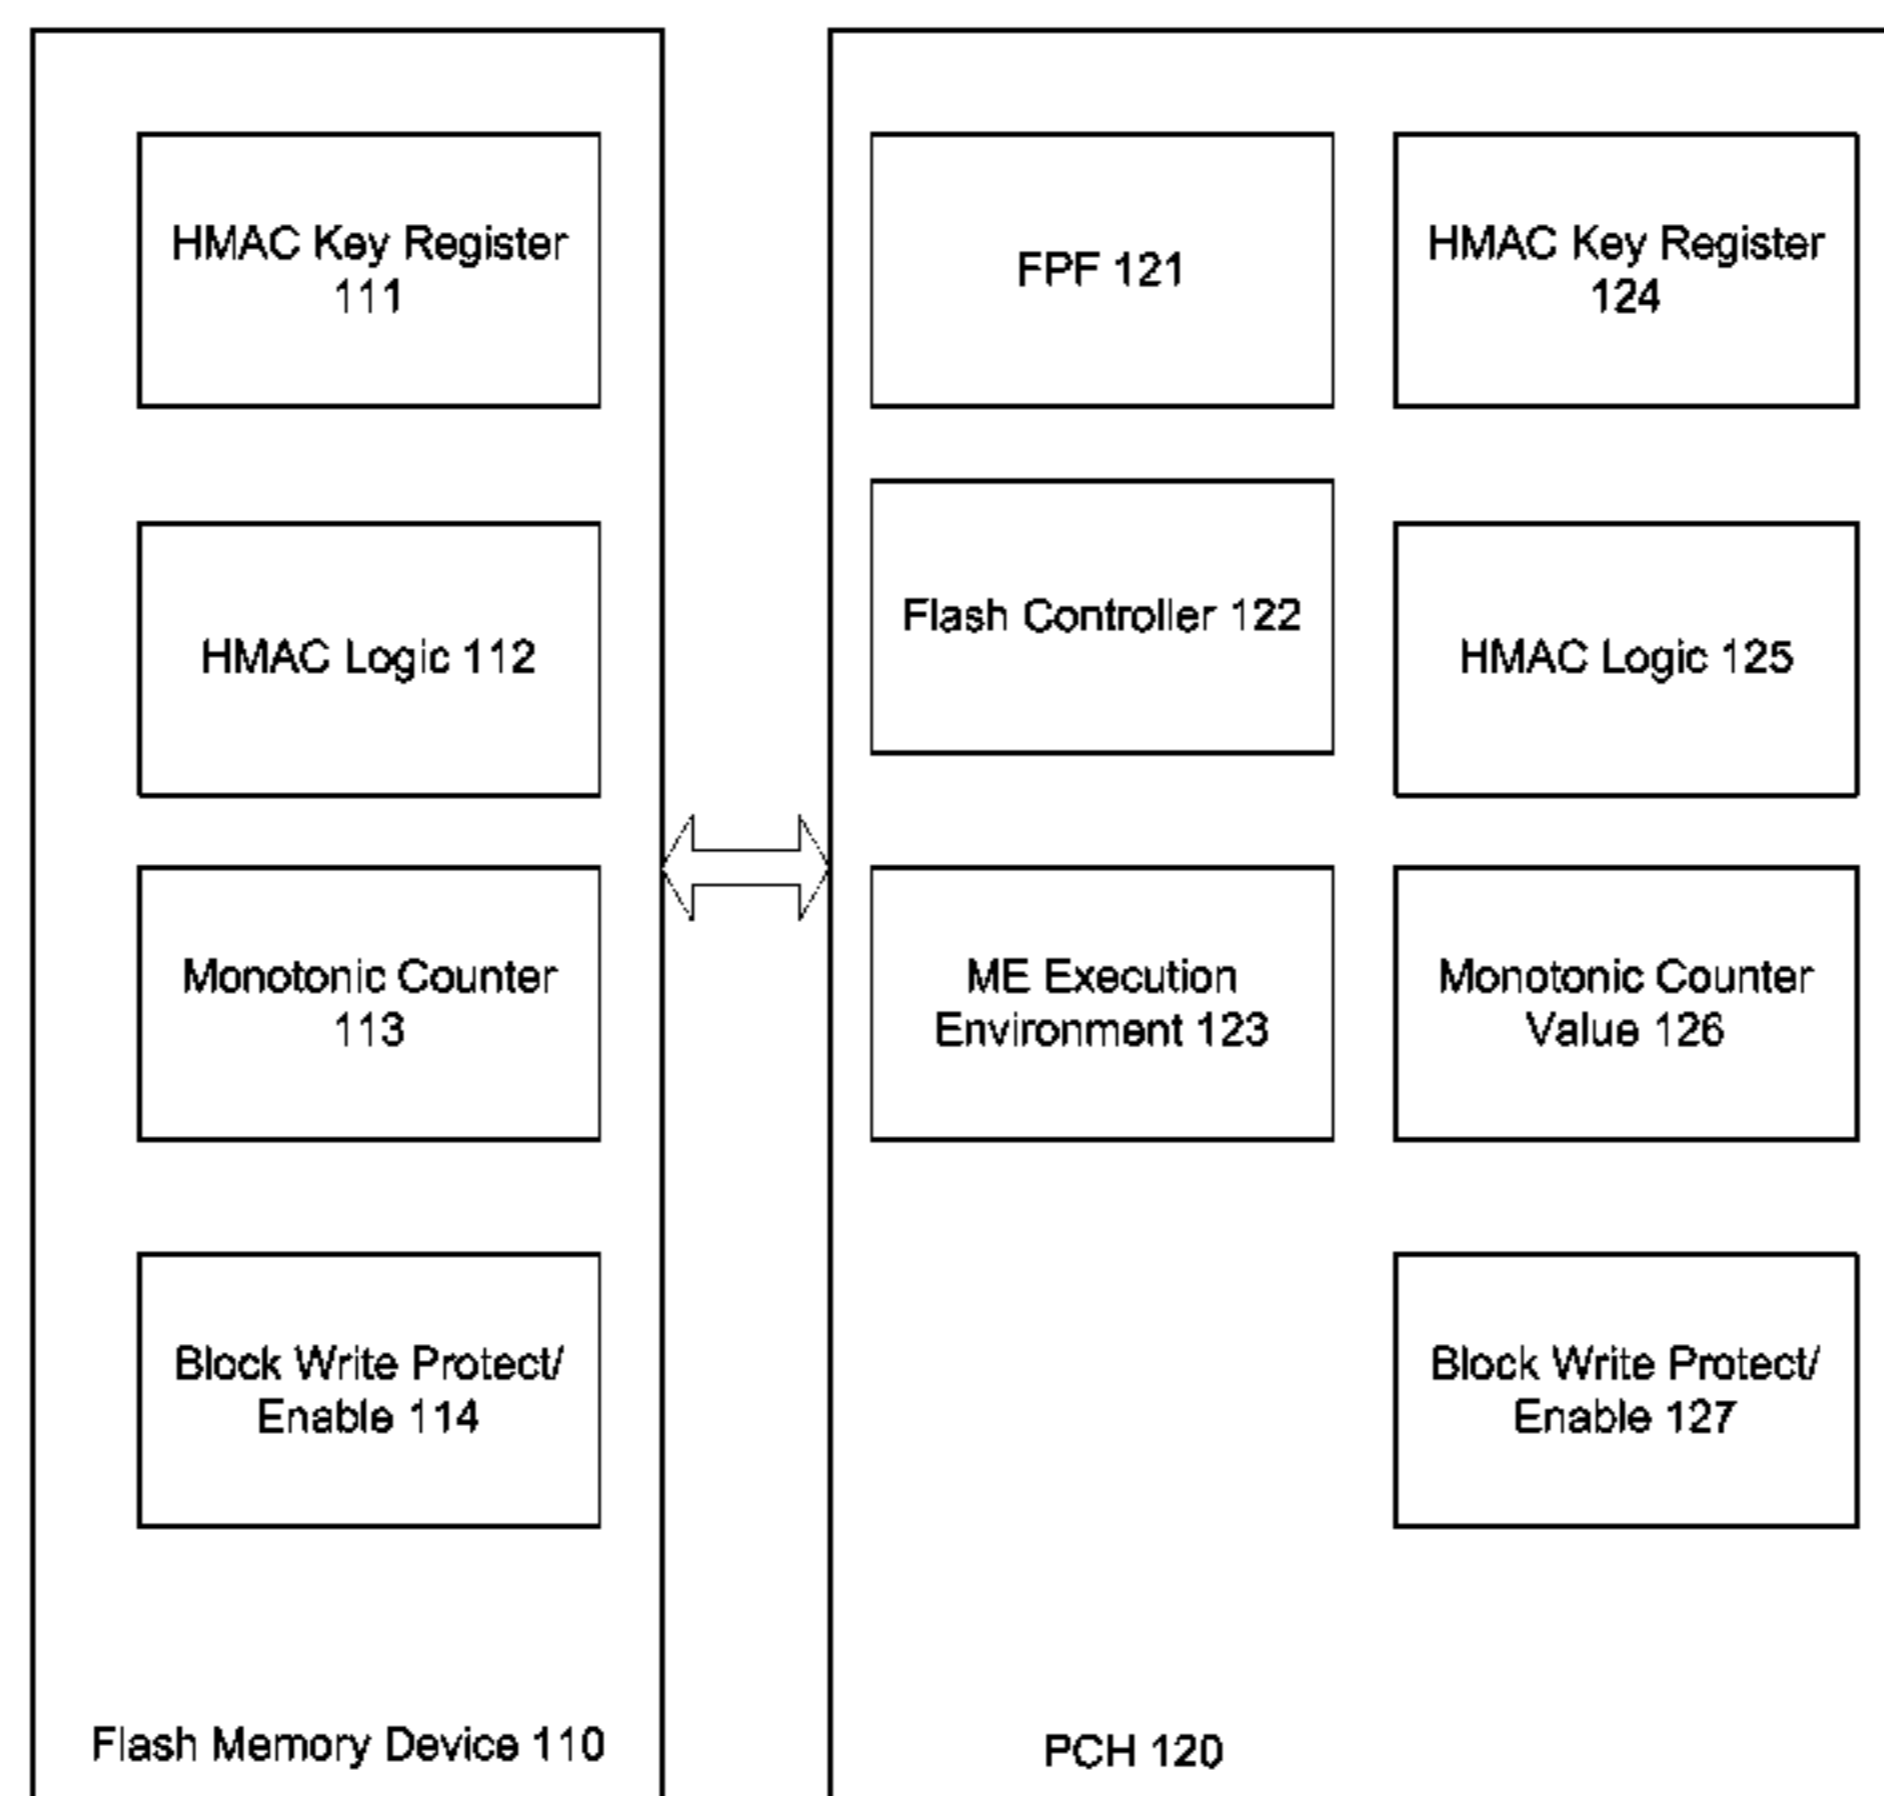 HMAC Key Register
111
HMAC Logic 112
Monotonic Counter
113
Block Write Protect/
Enable 114
Flash Memory Device 110
FPF 121
Flash Controller 122
ME Execution
Environment 123
HMAC Key Register
124
HMAC Logic 125
Monotonic Counter
Value 126
Block Write Protect/
Enable 127
PCH 120